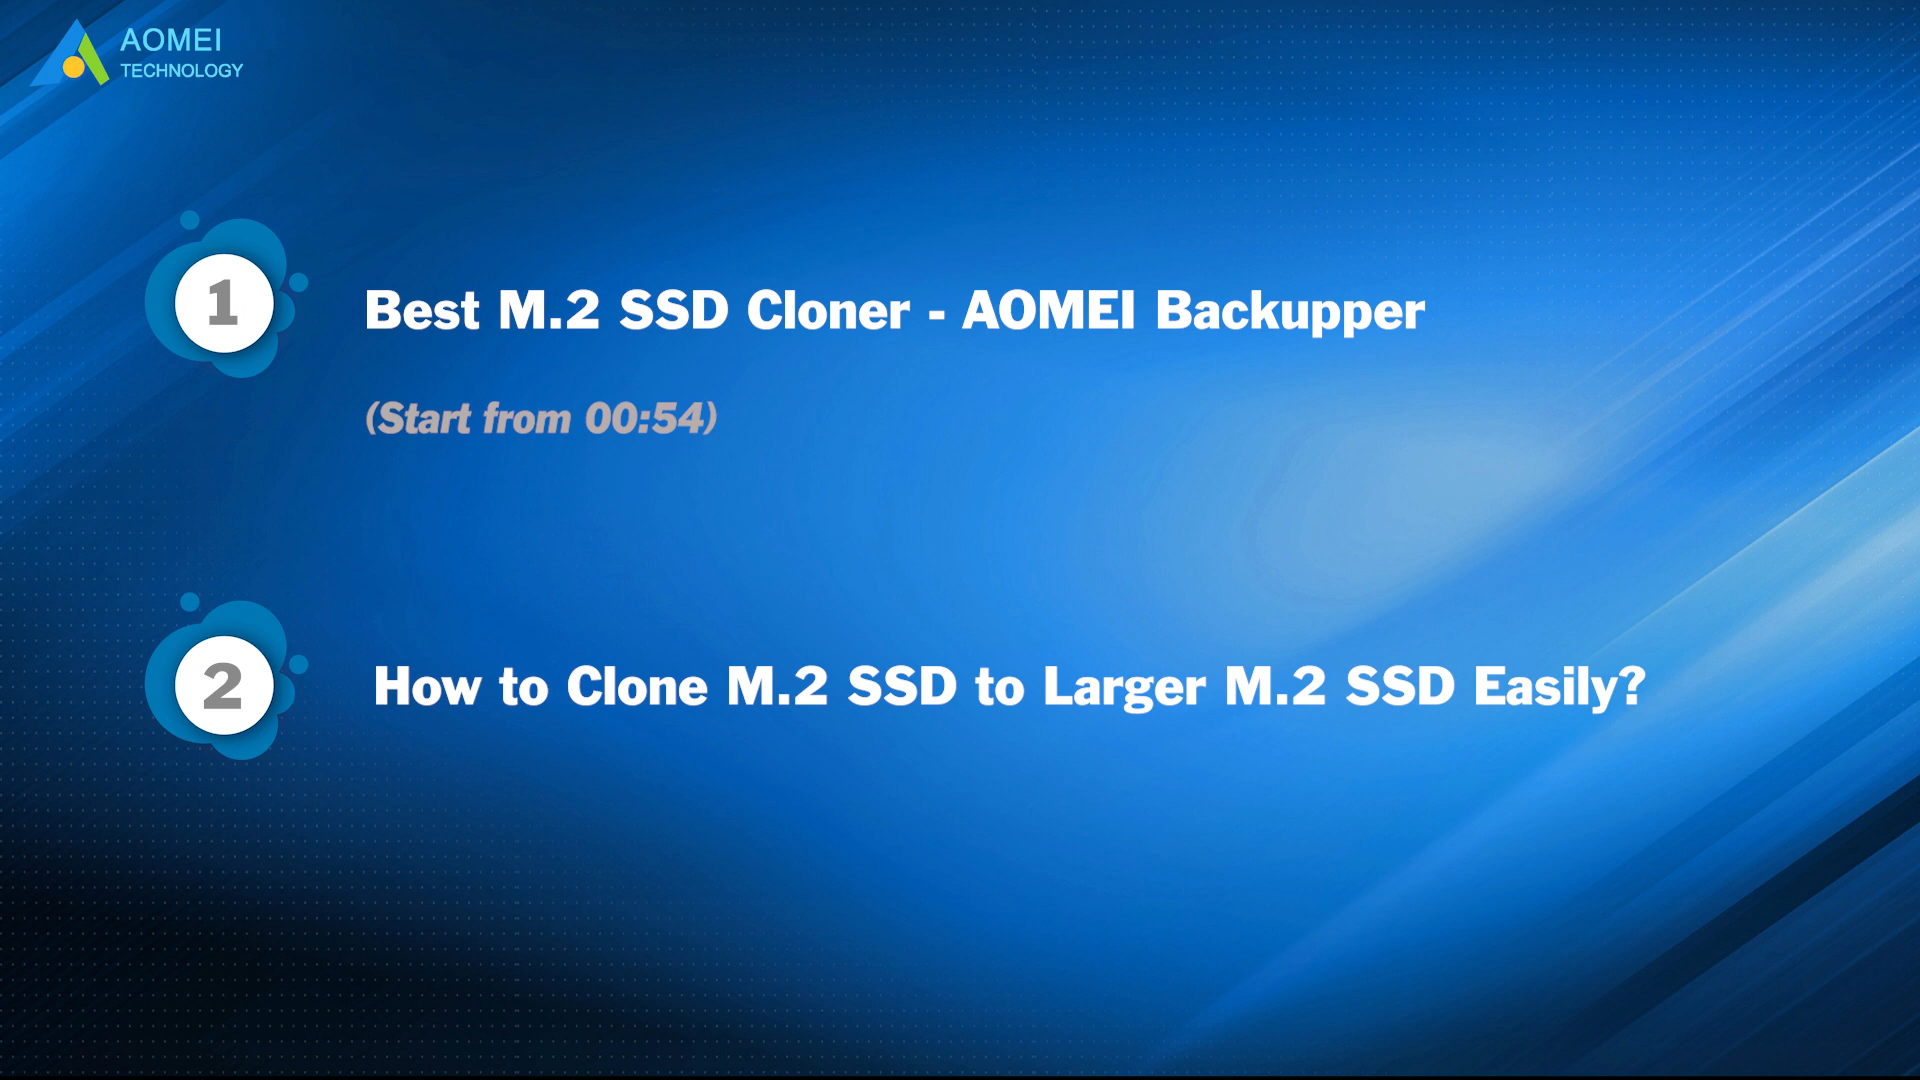 AOMEI
TECHNOLOGY
1
Best M.2 SSD Cloner - AOMEI Backupper
(Start from 00:54)
2
How to Clone M.2 SSD to Larger M.2 SSD Easily?